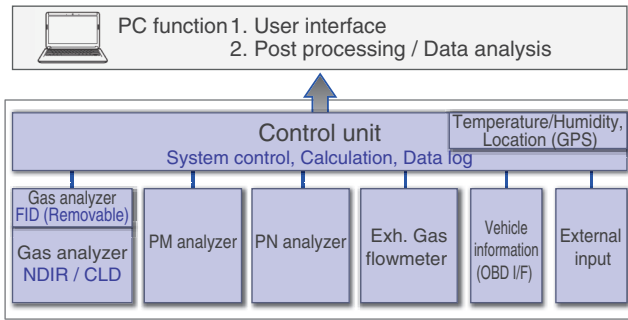 PC function 1. User interface
2. Post processing / Data analysis
Control unit
System control, Calculation, Data log
Temperature/Humidity,
Location (GPS)
Gas analyzer
FID (Removable)
Gas analyzer
NDIR / CLD
PM analyzer
PN analyzer
Exh. Gas
flowmeter
Vehicle
information
(OBD I/F)
External
input